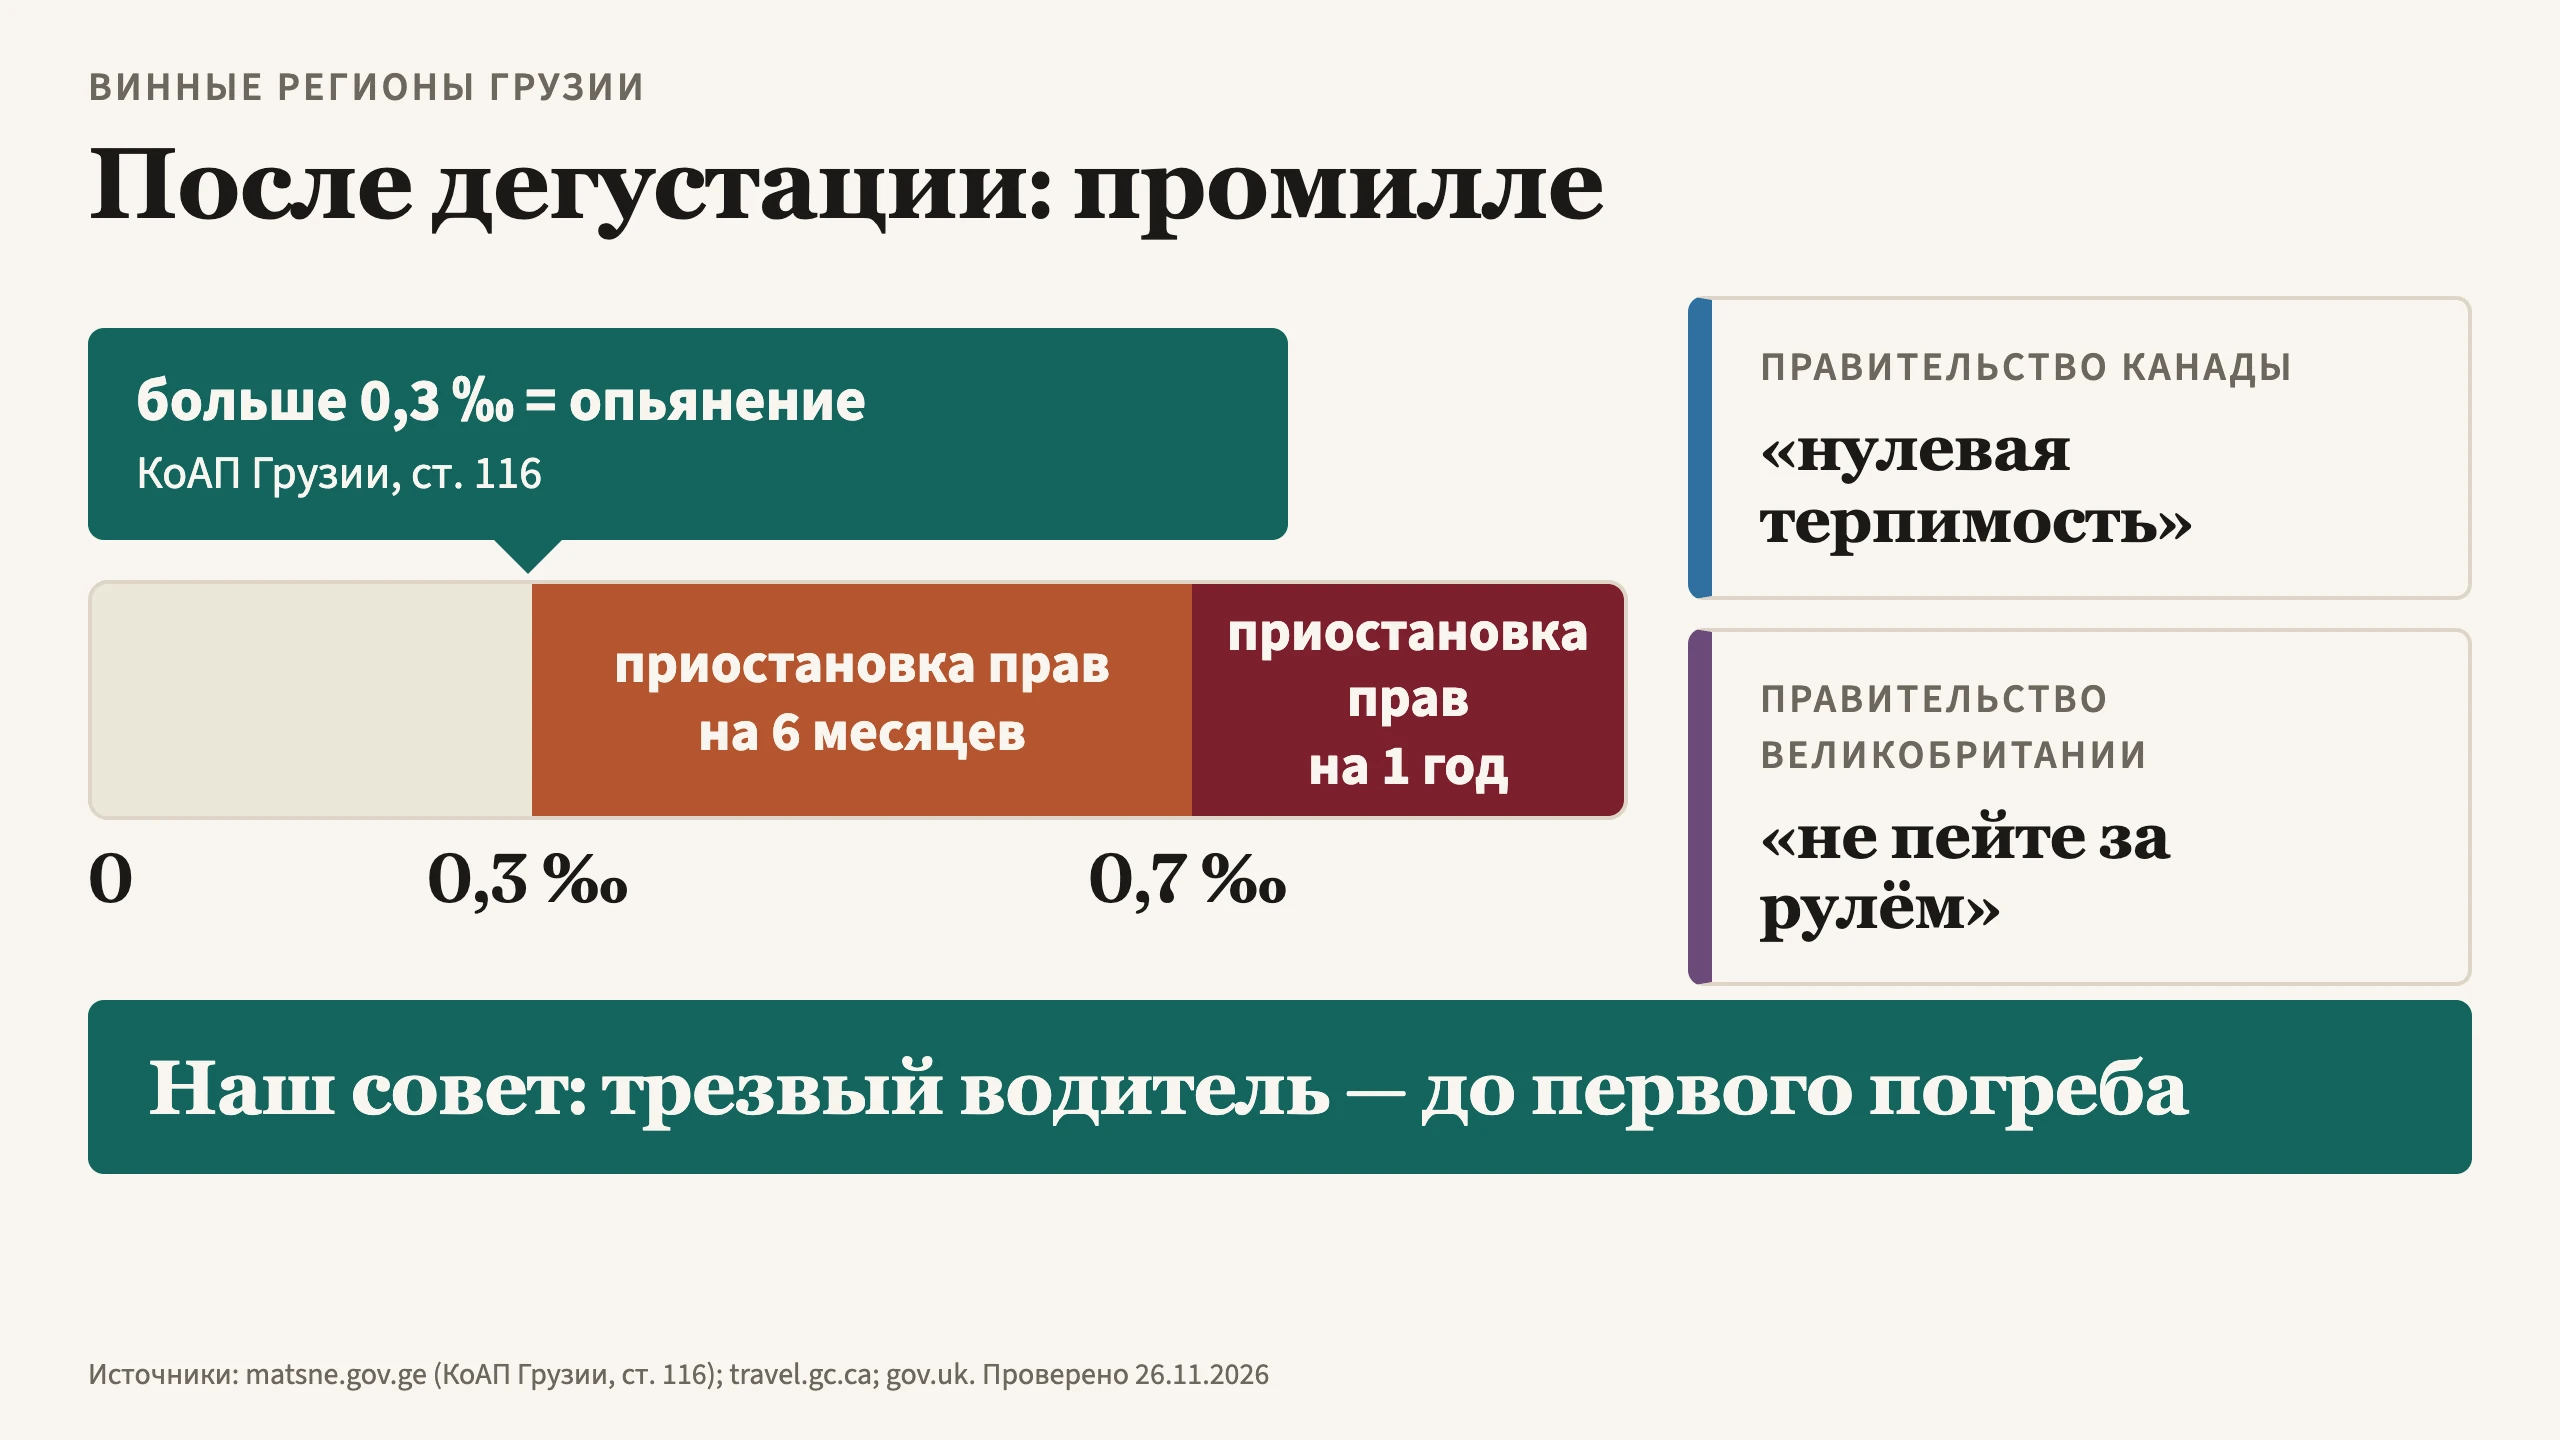 ВИННЫЕ РЕГИОНЫ ГРУЗИИ
После дегустации: промилле
больше 0,3 ‰ = опьянение
КоАП Грузии, ст. 116
приостановка прав
на 6 месяцев
приостановка
прав
на 1 год
0
0,3 ‰
0,7 ‰
ПРАВИТЕЛЬСТВО КАНАДЫ
«нулевая
терпимость»
ПРАВИТЕЛЬСТВО
ВЕЛИКОБРИТАНИИ
«не пейте за
рулём»
Наш совет: трезвый водитель — до первого погреба
Источники: matsne.gov.ge (КоАП Грузии, ст. 116); travel.gc.ca; gov.uk. Проверено 26.11.2026